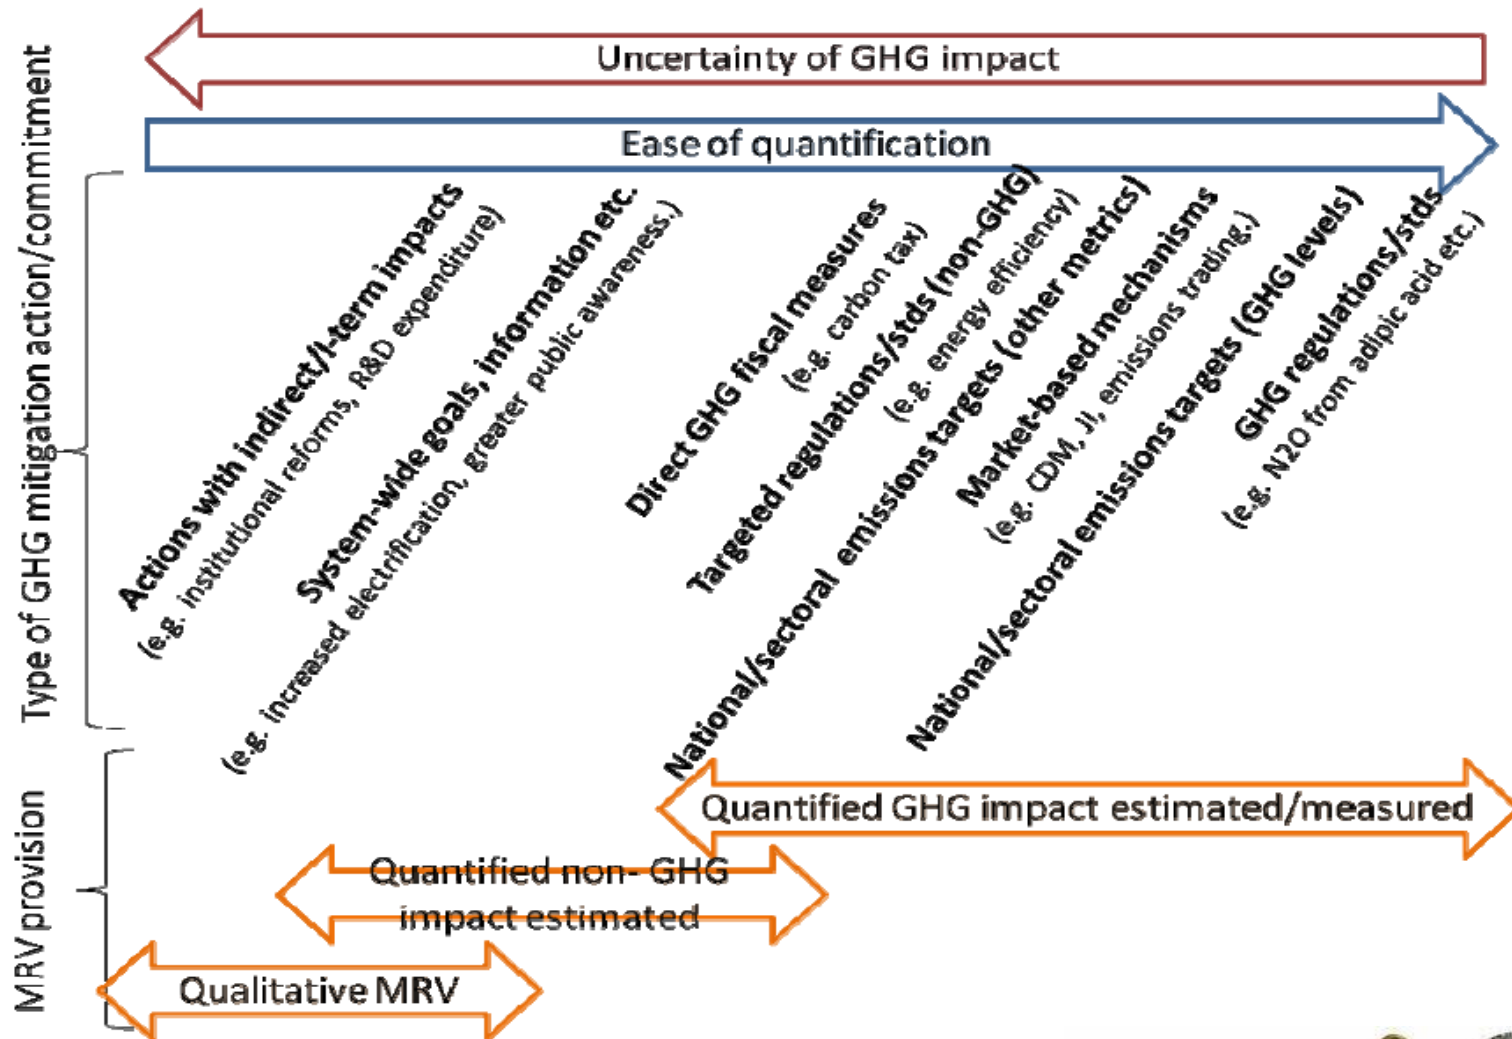 Uncertainty of GHG impact
Ease of quantification
Type of GHG mitigation action/commitment
Actions with indirect/l-term impacts
(e.g. institutional reforms, R&D expenditure)
System-wide goals, information etc.
(e.g. increased electrification, greater public awareness.)
Direct GHG fiscal measures
(e.g. carbon tax)
Targeted regulations/stds (non-GHG)
(e.g. energy efficiency)
National/sectoral emissions targets (other metrics)
Market-based mechanisms
(e.g. CDM, JI, emissions trading.)
National/sectoral emissions targets (GHG levels)
GHG regulations/stds
(e.g. N2O from adipic acid etc.)
MRV provision
Quantified GHG impact estimated/measured
Quantified non- GHG
impact estimated
Qualitative MRV